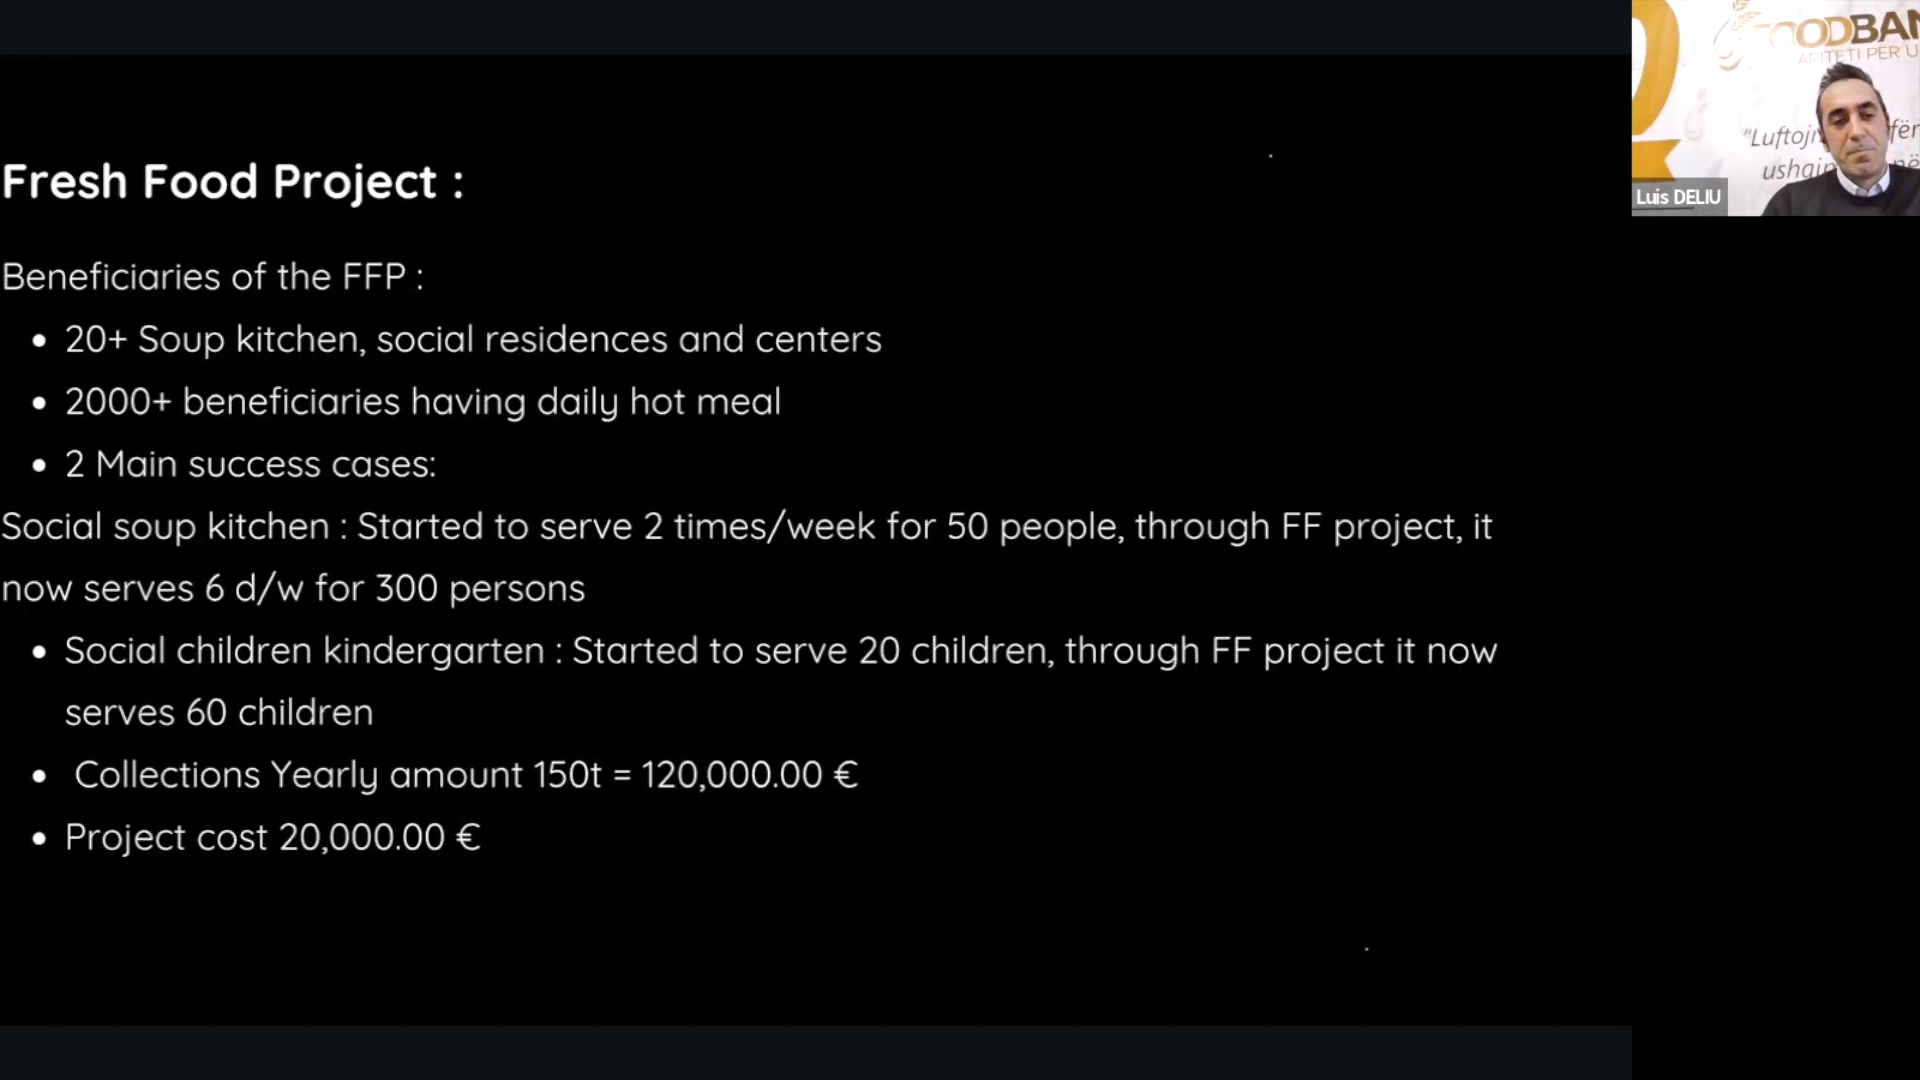 Fresh Food Project :
Beneficiaries of the FFP :
• 20+ Soup kitchen, social residences and centers
• 2000+ beneficiaries having daily hot meal
• 2 Main success cases:
Social soup kitchen : Started to serve 2 times/week for 50 people, through FF project, it
now serves 6 d/w for 300 persons
• Social children kindergarten : Started to serve 20 children, through FF project it now
serves 60 children
• Collections Yearly amount 150t = 120,000.00 €
• Project cost 20,000.00 €
Luis DELIU